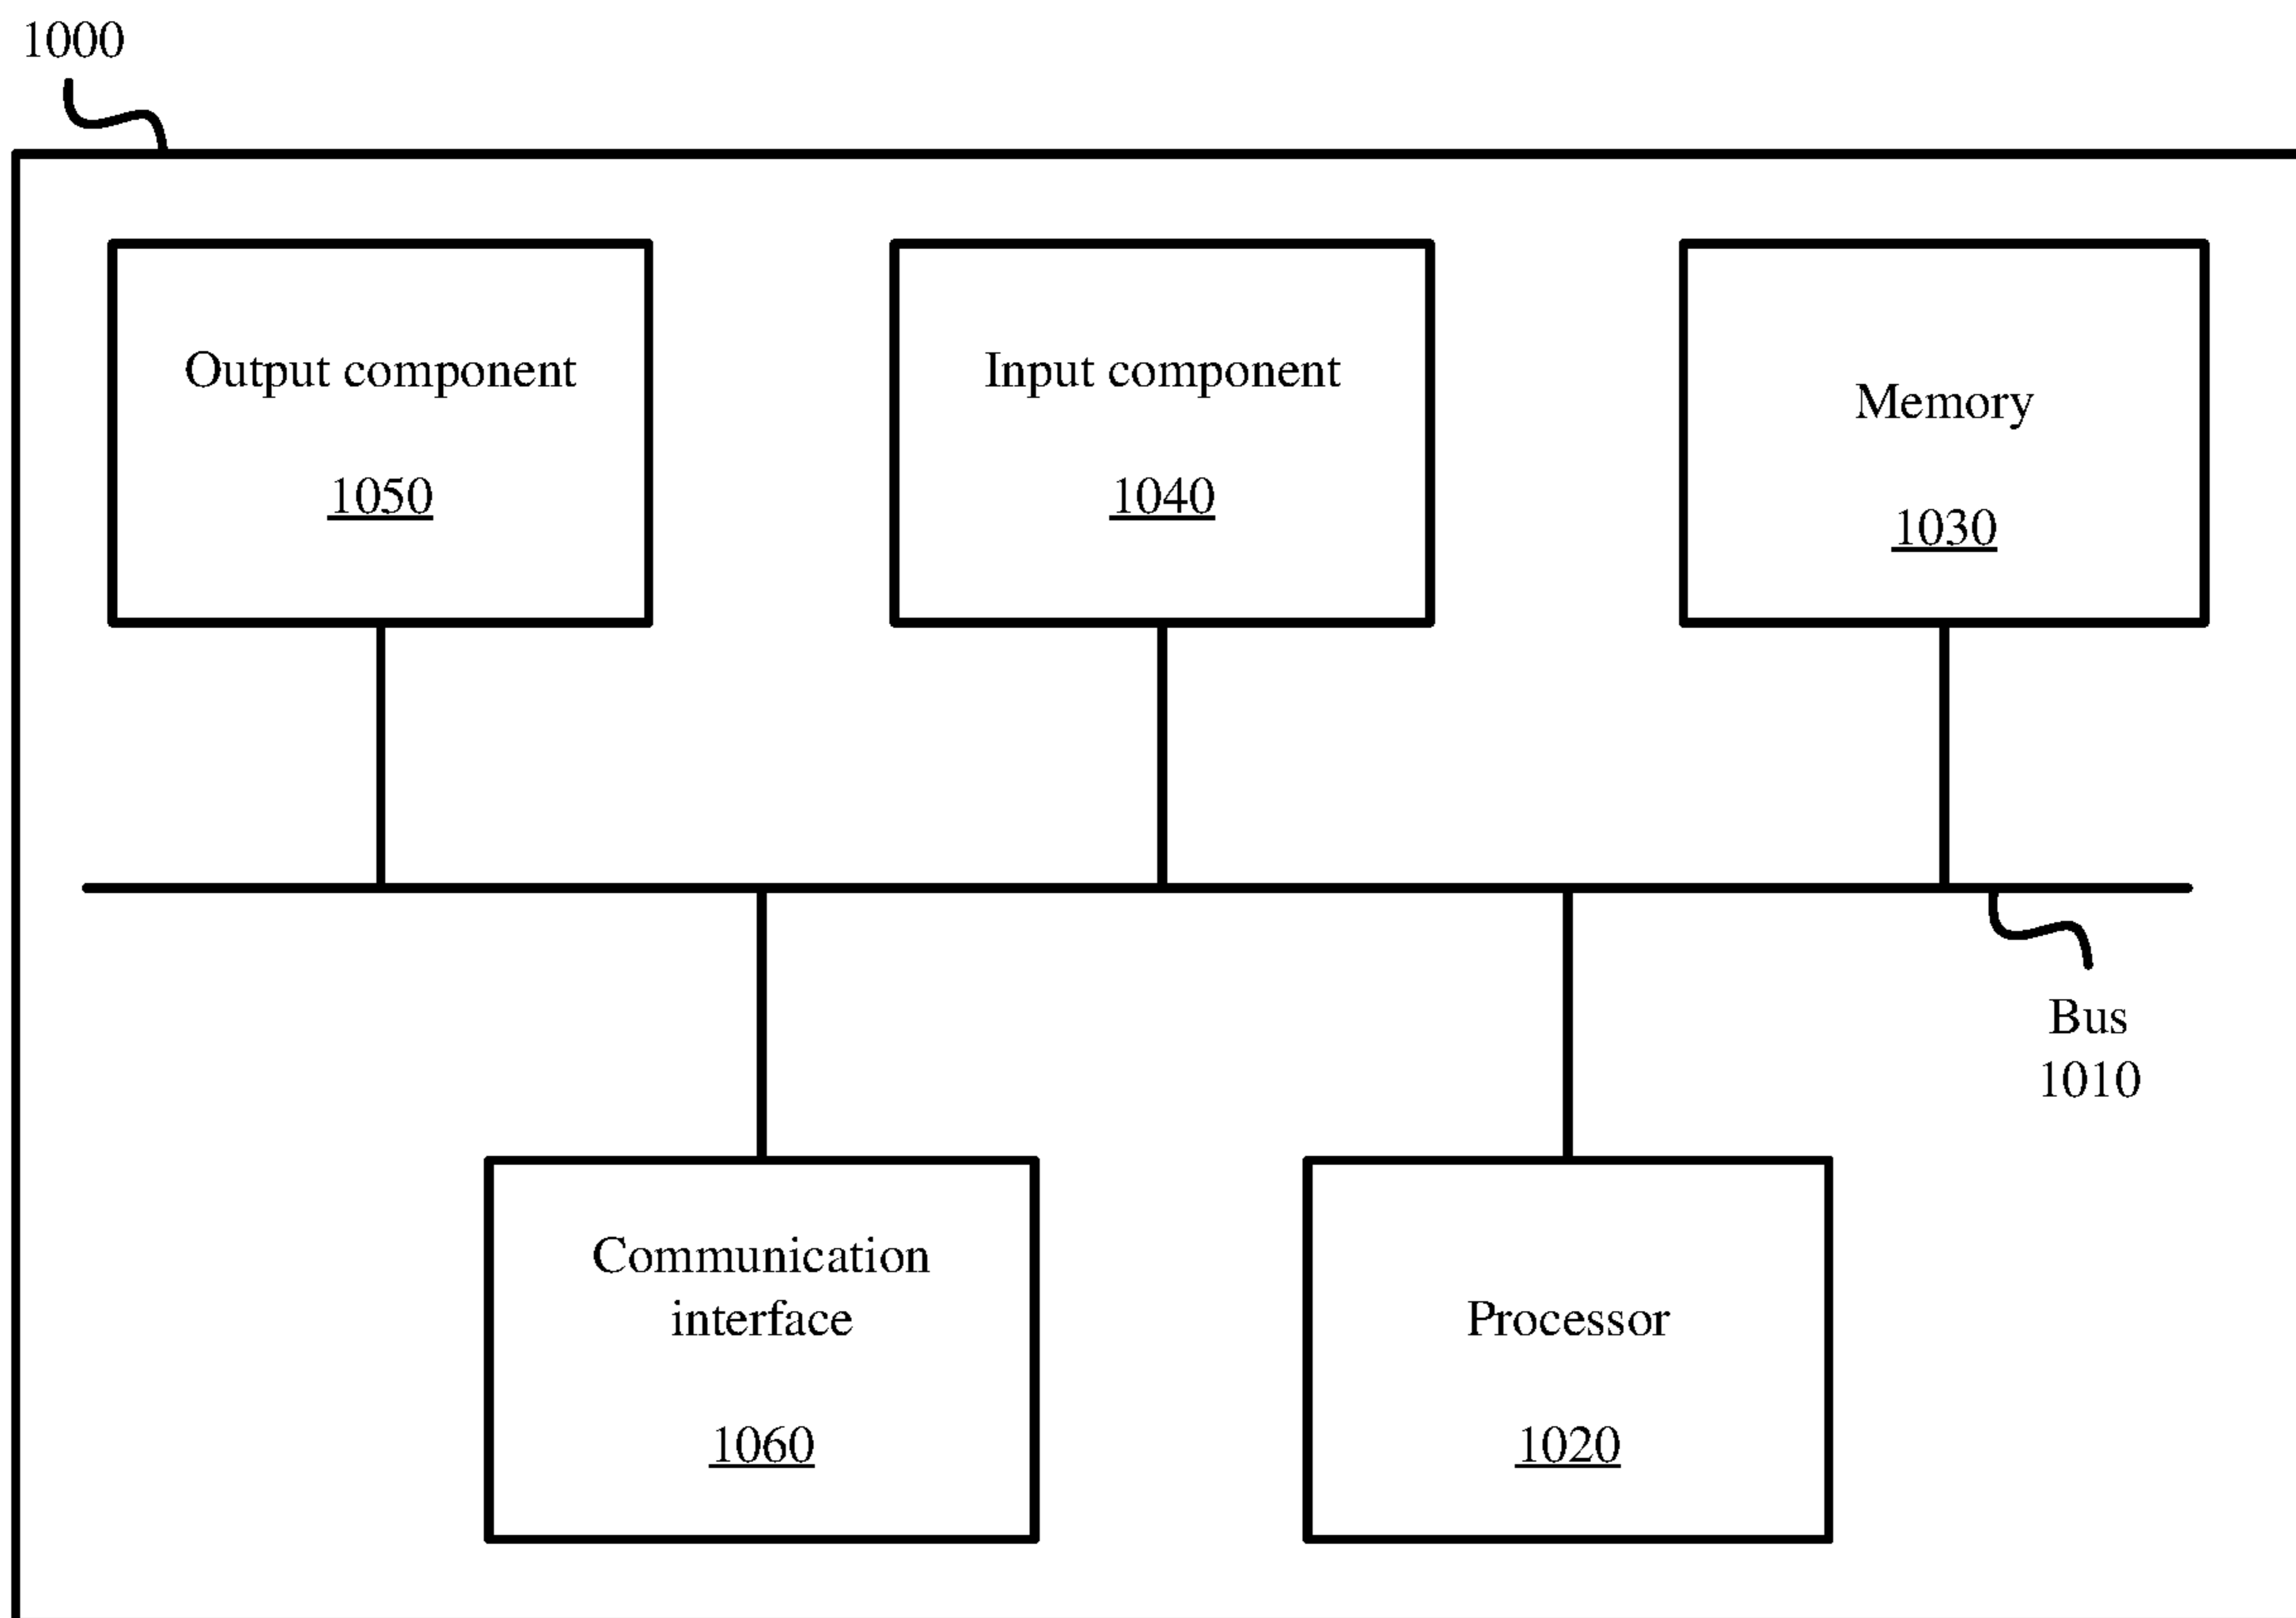 1000
Output component
1050
Input component
1040
Memory
1030
Bus
1010
Communication
interface
1060
Processor
1020